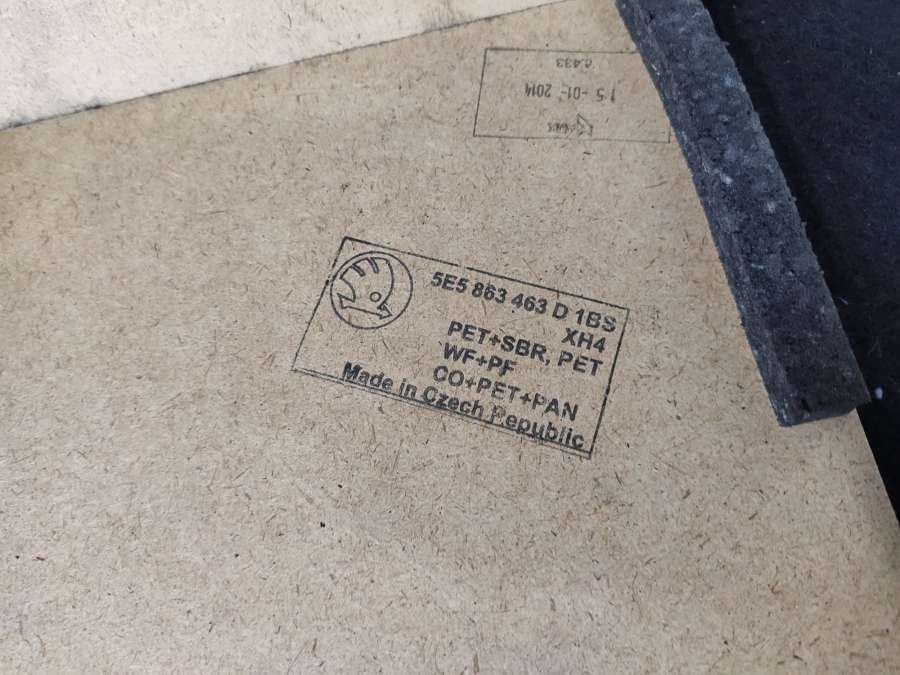 5E5 863 463 D 1BS
XH4
PET+SBR, PET
WF+PF
CO+PET+PAN
Made in Czech Republic
15 -01- 2014